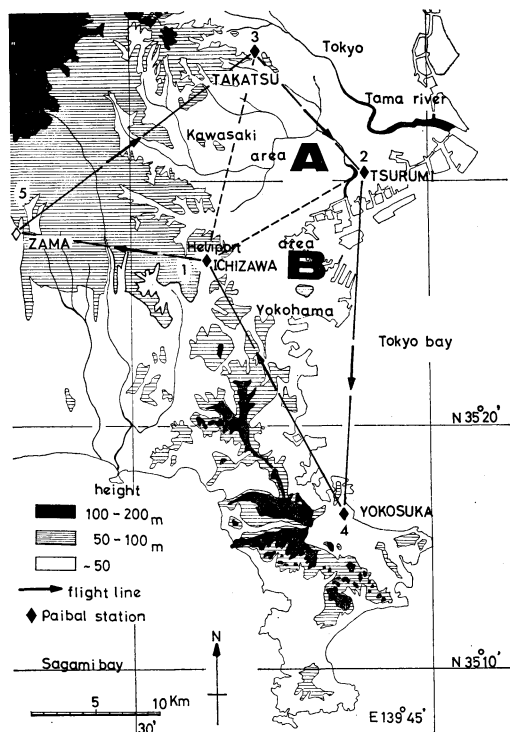 3
Tokyo
TAKATSU
Tama river
Kawasaki
area A
2
TSURUMI
5
ZAMA
Heliport
area
B
1
ICHIZAWA
Yokohama
Tokyo bay
N 35° 20'
height
100-200m
50-100m
~50
YOKOSUKA
4
flight line
Paibal station
N
Sagami bay
N 35° 10'
5 10 Km
30'
E 139° 45'